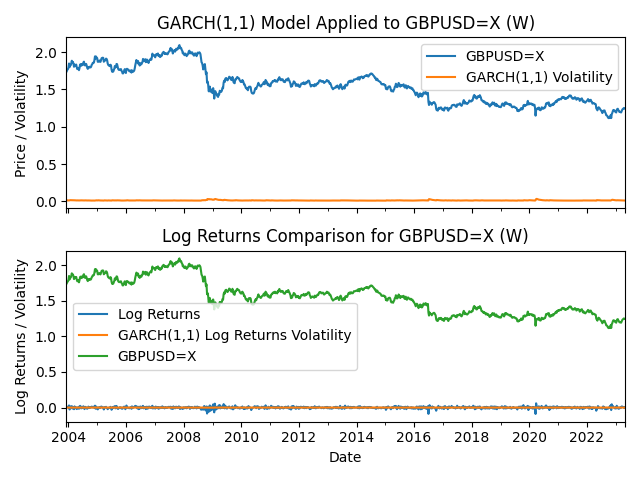 GARCH(1,1) Model Applied to GBPUSD=X (W)
Price / Volatility
2.0
1.5
1.0
0.5
0.0
GBPUSD=X
GARCH(1,1) Volatility
Log Returns Comparison for GBPUSD=X (W)
Log Returns / Volatility
2.0
1.5
1.0
0.5
0.0
Log Returns
GARCH(1,1) Log Returns Volatility
GBPUSD=X
2004 2006 2008 2010 2012 2014 2016 2018 2020 2022
Date